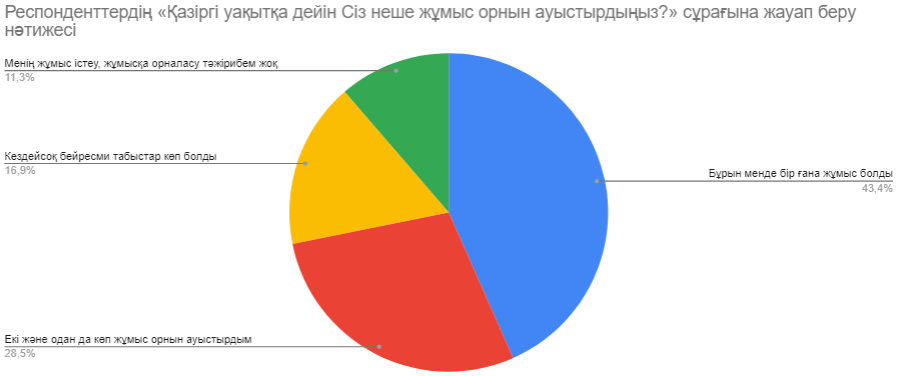 Респонденттердің «Қазіргі уақытқа дейін Сіз неше жұмыс орнын ауыстырдыңыз?» сұрағына жауап беру
нәтижесі
Менің жұмыс істеу, жұмысқа орналасу тәжірибем жоқ
11,3%
Кездейсоқ бейресми табыстар көп болды
16,9%
Бұрын менде бір ғана жұмыс болды
43,4%
Екі және одан да көп жұмыс орнын ауыстырдым
28,5%